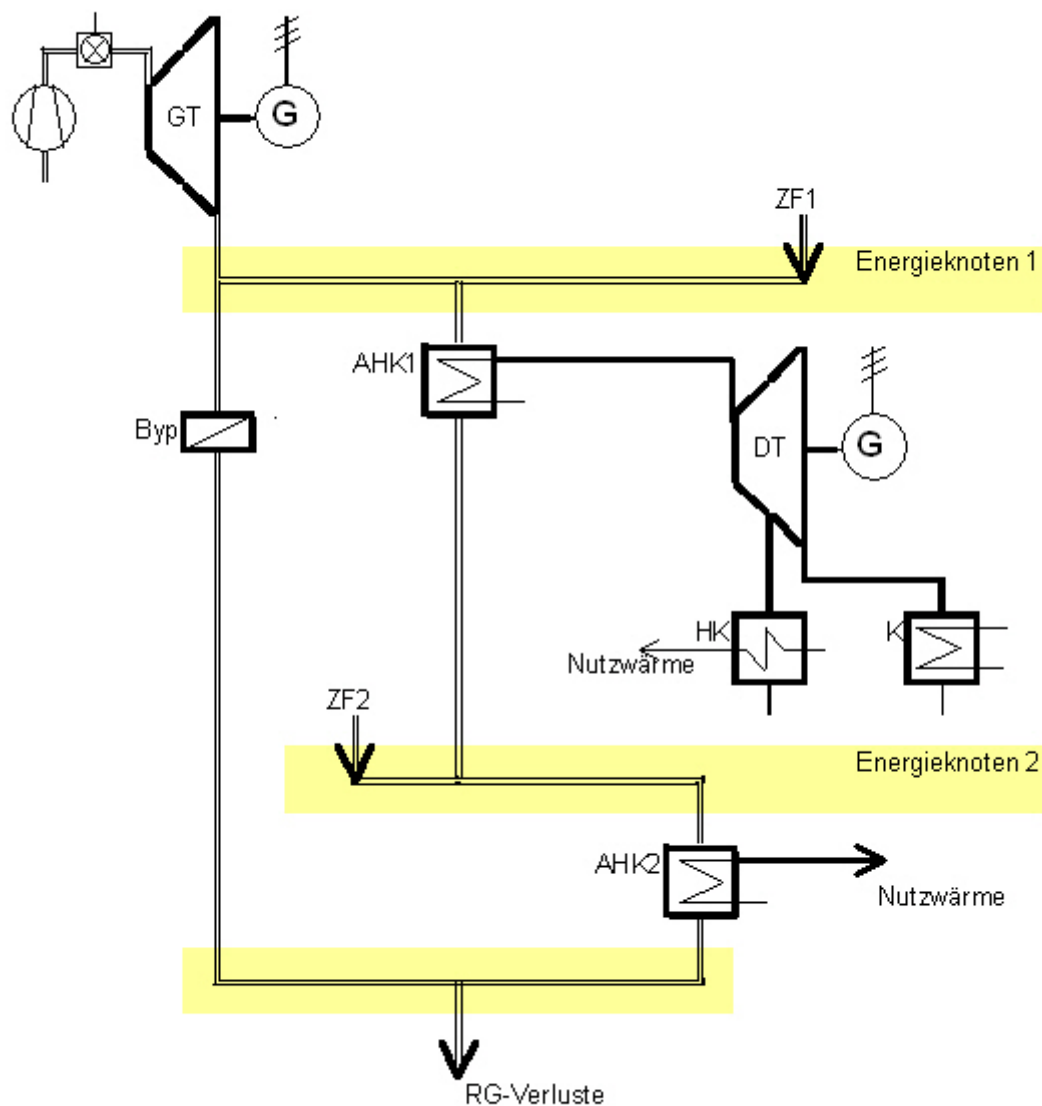 GT
G
ZF1
Energieknoten 1
AHK1
Byp
DT
G
HK
K
Nutzwärme
ZF2
Energieknoten 2
AHK2
Nutzwärme
RG-Verluste